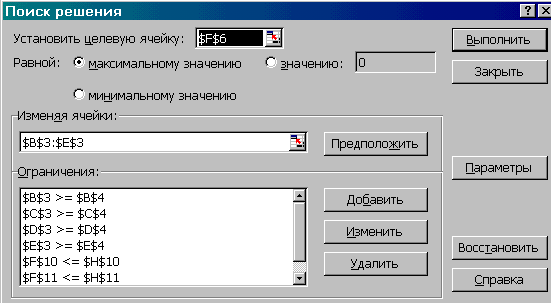 Поиск решения
Установить целевую ячейку: $F$6
Равной: максимальному значению значению: 0
минимальному значению
Изменяя ячейки:
$B$3:$E$3
Предположить
Ограничения:
$B$3 >= $B$4
$C$3 >= $C$4
$D$3 >= $D$4
$E$3 >= $E$4
$F$10 <= $H$10
$F$11 <= $H$11
Добавить
Изменить
Удалить
Выполнить
Закрыть
Параметры
Восстановить
Справка